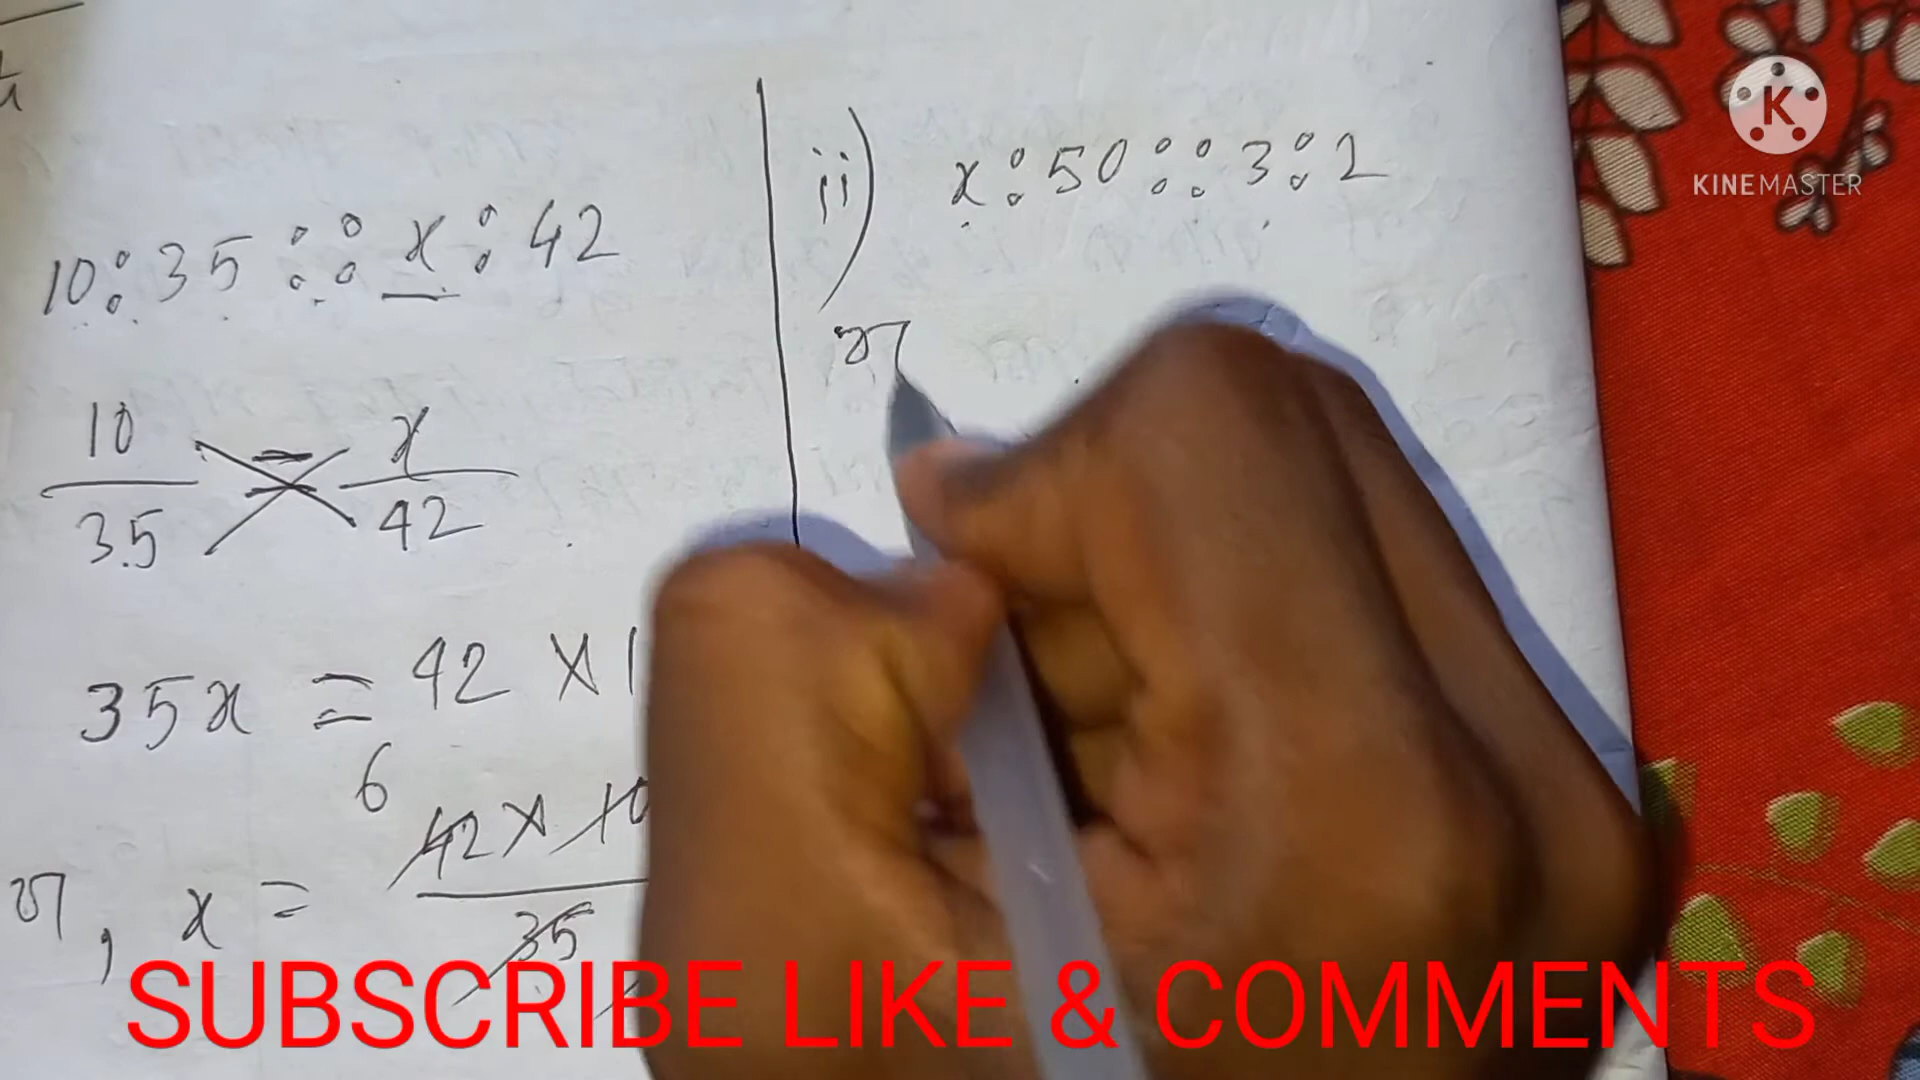 10 : 35 :: x : 42
10/35 = x/42
35x = 42 × 1
6
42 × 10
বা, x =
35
ii) x : 50 :: 3 : 2
বা
KINEMASTER
SUBSCRIBE LIKE & COMMENTS